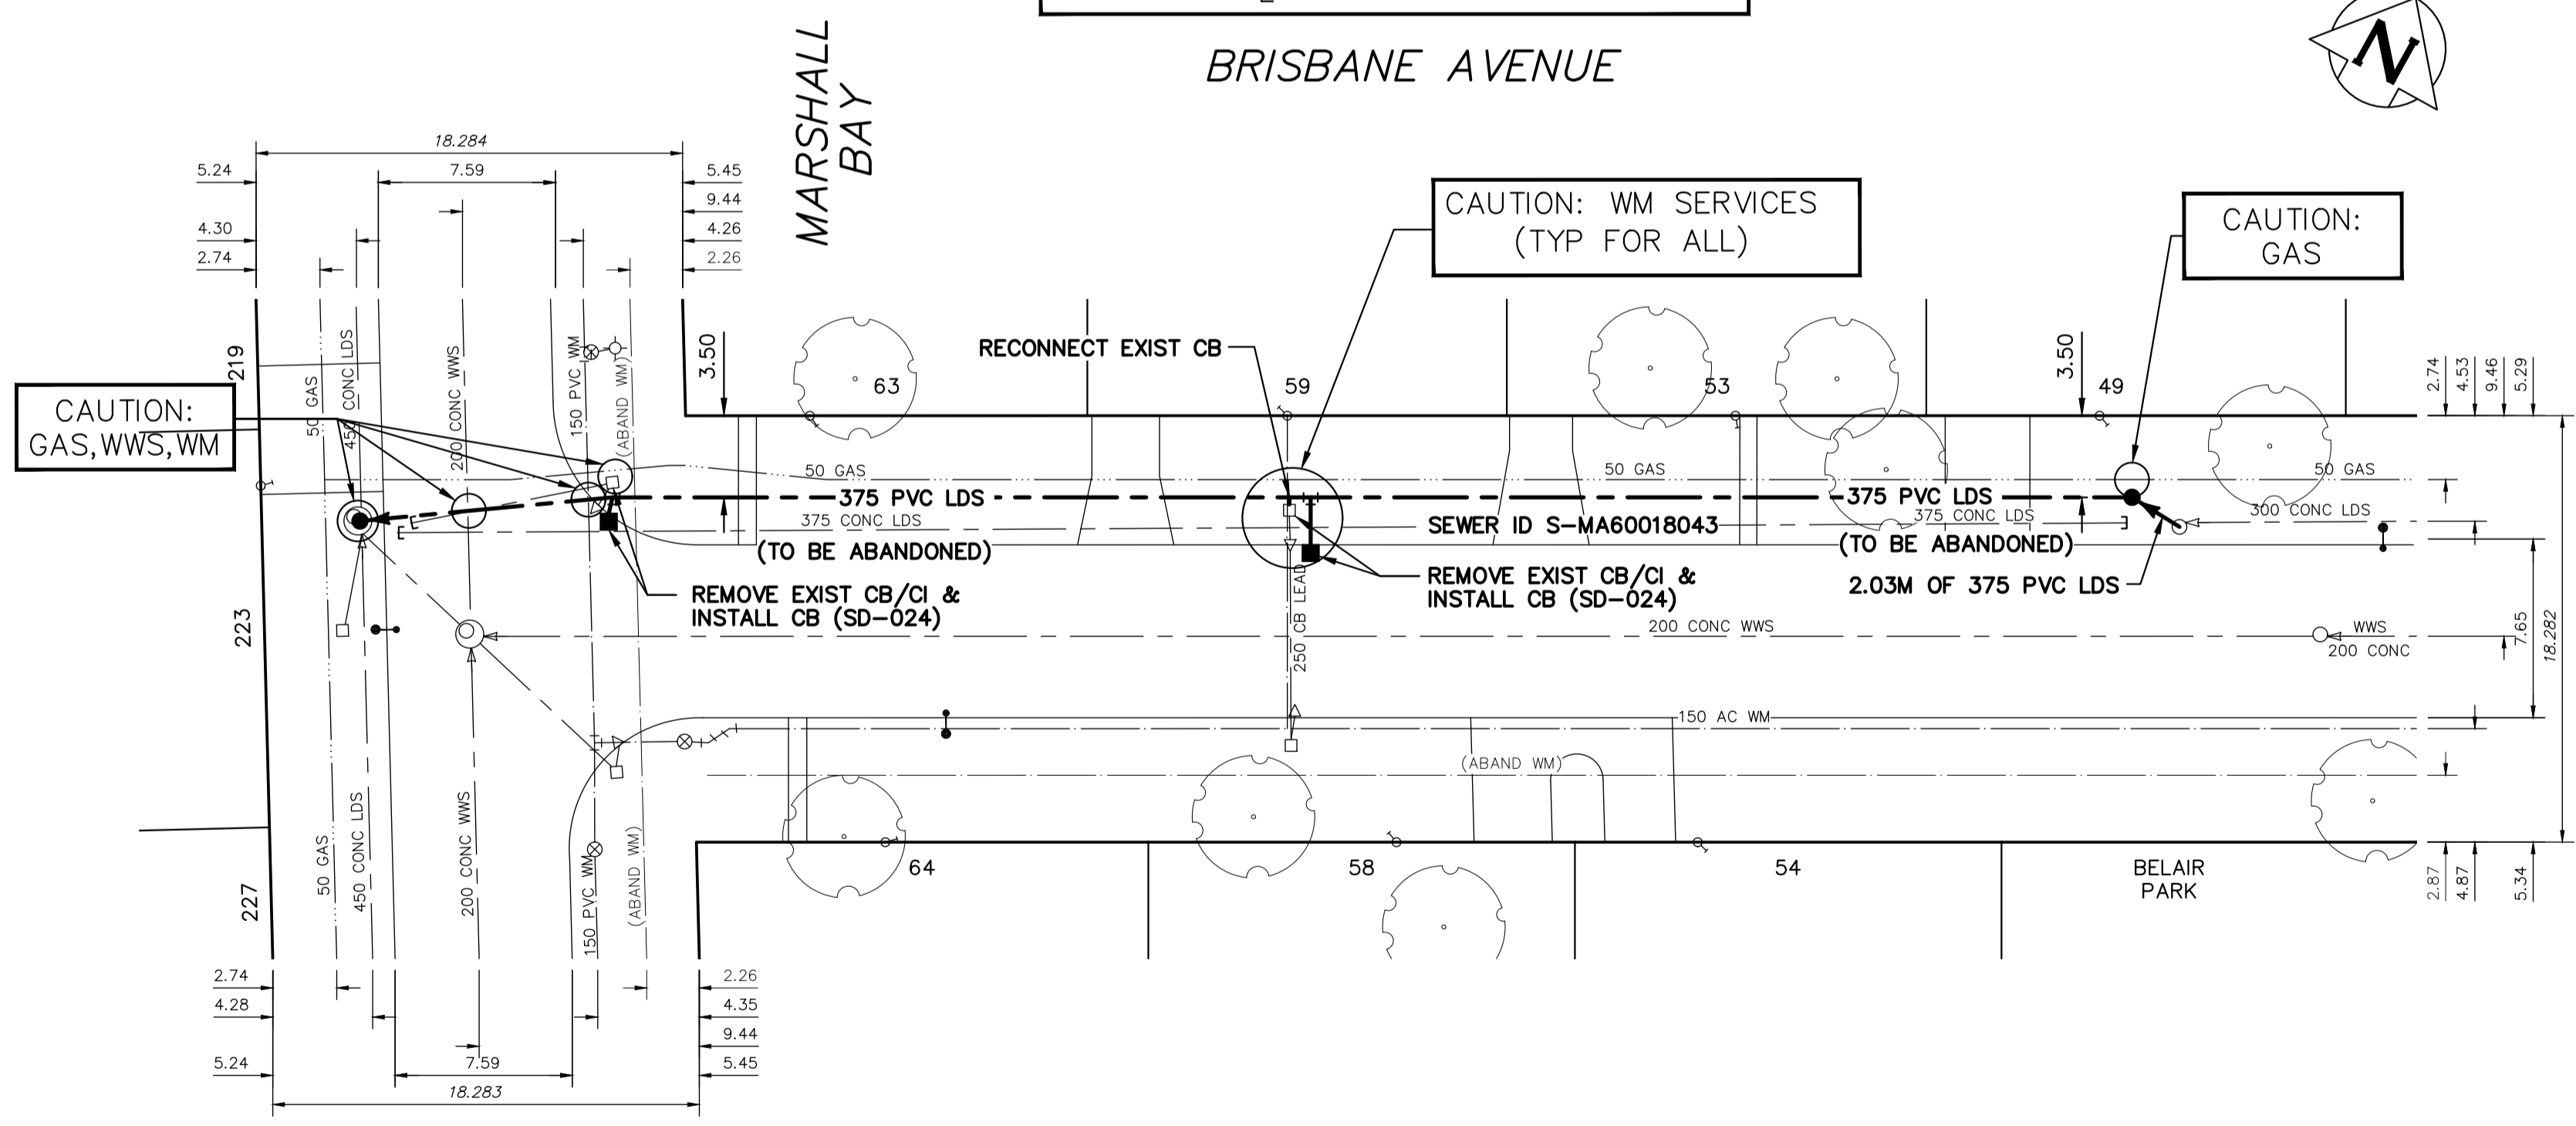 BRISBANE AVENUE
MARSHALL
BAY
N
18.284
5.24
7.59
5.45
9.44
4.30
4.26
2.74
2.26
CAUTION: WM SERVICES
(TYP FOR ALL)
CAUTION:
GAS
CAUTION:
GAS,WWS,WM
219
50 GAS
450 CONC LDS
200 CONC WWS
150 PVC WM
(ABAND WM)
3.50
63
RECONNECT EXIST CB
59
53
3.50
49
2.74
4.53
9.46
5.29
50 GAS
50 GAS
50 GAS
375 PVC LDS
375 CONC LDS
(TO BE ABANDONED)
SEWER ID S-MA60018043
375 PVC LDS
375 CONC LDS
(TO BE ABANDONED)
300 CONC LDS
REMOVE EXIST CB/CI &
INSTALL CB (SD-024)
250 CB LEAD
REMOVE EXIST CB/CI &
INSTALL CB (SD-024)
2.03M OF 375 PVC LDS
223
200 CONC WWS
WWS
200 CONC
7.65
18.282
150 AC WM
(ABAND WM)
227
50 GAS
450 CONC LDS
200 CONC WWS
150 PVC WM
(ABAND WM)
64
58
54
BELAIR
PARK
2.87
4.87
5.34
2.74
2.26
4.28
4.35
9.44
5.24
7.59
5.45
18.283